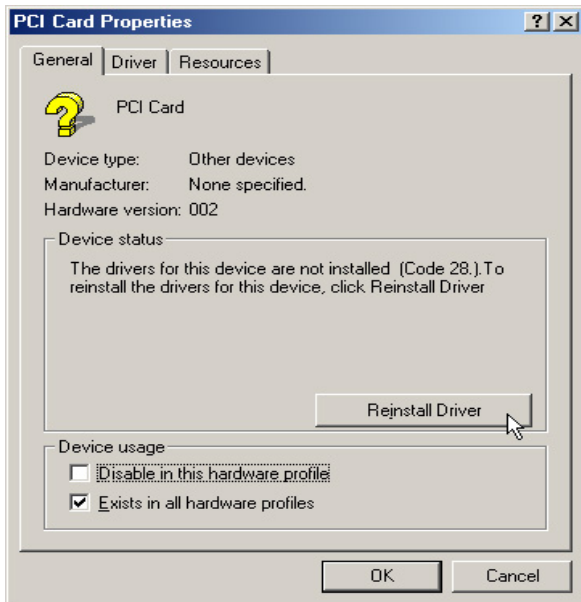 PCI Card Properties
General Driver Resources
PCI Card
Device type: Other devices
Manufacturer: None specified.
Hardware version: 002
Device status
The drivers for this device are not installed (Code 28.).To
reinstall the drivers for this device, click Reinstall Driver
Reinstall Driver
Device usage
Disable in this hardware profile
Exists in all hardware profiles
OK Cancel